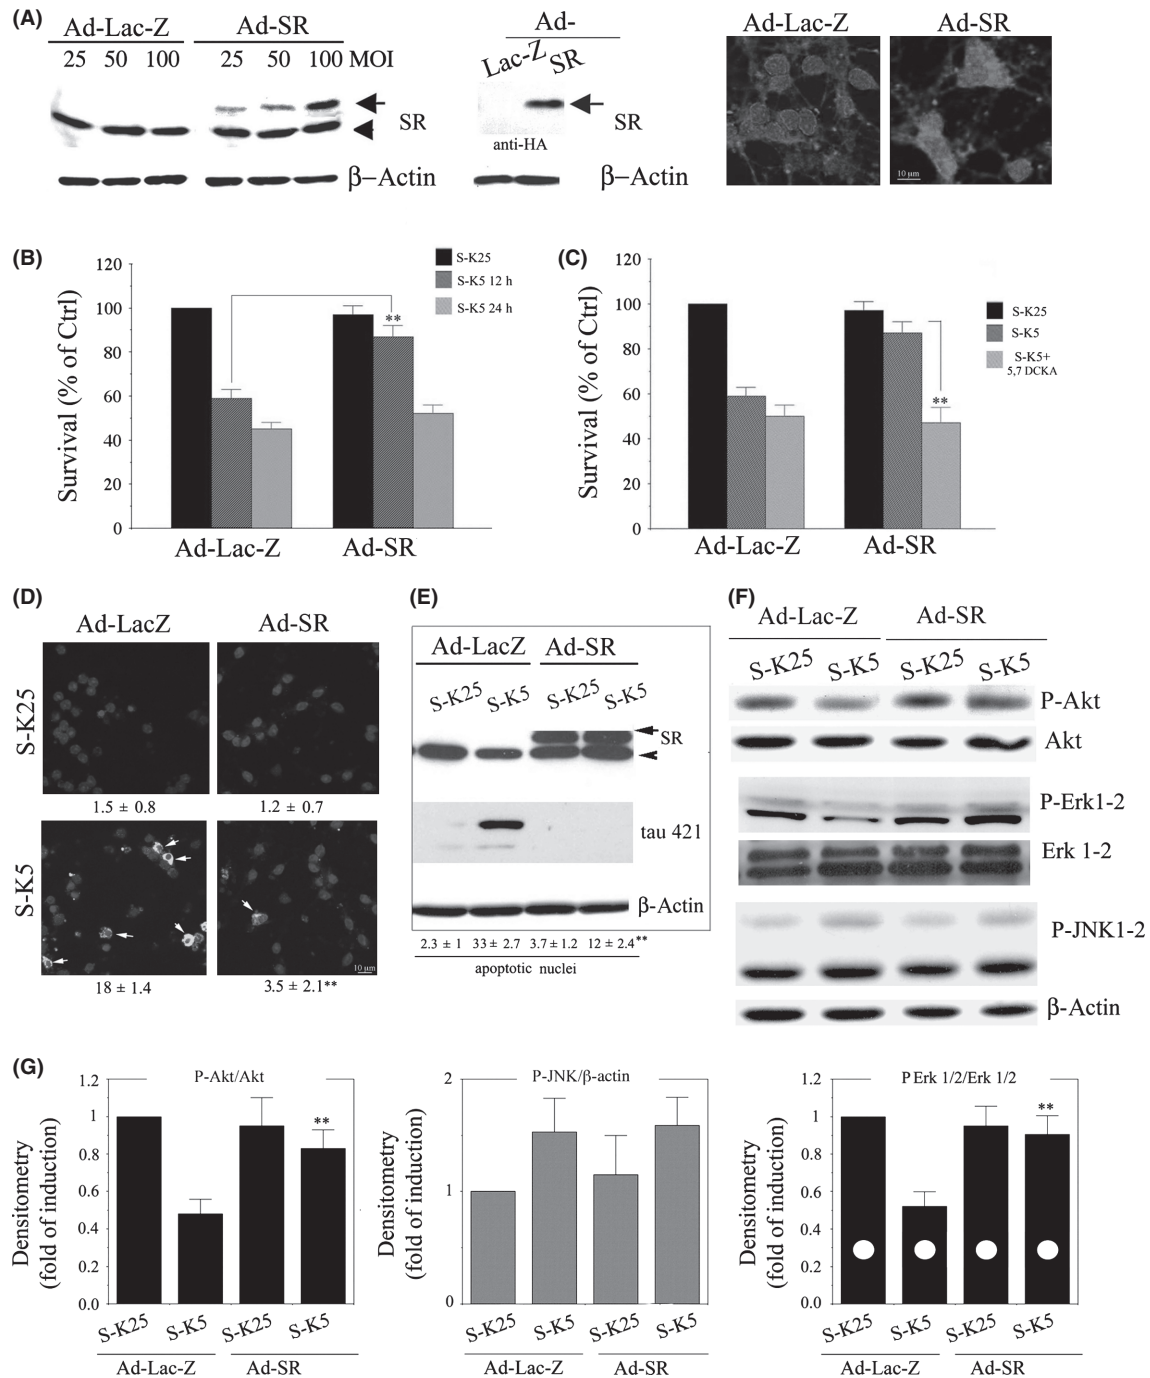 (A)
Ad-Lac-Z
Ad-SR
25 50 100
25 50 100 MOI
SR
β–Actin
Ad-
Lac-Z SR
SR
anti-HA
β–Actin
Ad-Lac-Z
Ad-SR
10 µm
(B)
Survival (% of Ctrl)
120
100
80
60
40
20
0
**
S-K25
S-K5 12 h
S-K5 24 h
Ad-Lac-Z
Ad-SR
(C)
Survival (% of Ctrl)
120
100
80
60
40
20
0
**
S-K25
S-K5
S-K5+
5,7 DCKA
Ad-Lac-Z
Ad-SR
(D)
Ad-LacZ
Ad-SR
S-K25
1.5 ± 0.8
1.2 ± 0.7
S-K5
10 µm
18 ± 1.4
3.5 ± 2.1**
(E)
Ad-LacZ
Ad-SR
S-K25 S-K5 S-K25 S-K5
SR
tau 421
β-Actin
2.3 ± 1 33 ± 2.7 3.7 ± 1.2 12 ± 2.4**
apoptotic nuclei
(F)
Ad-Lac-Z
Ad-SR
S-K25 S-K5 S-K25 S-K5
P-Akt
Akt
P-Erk1-2
Erk 1-2
P-JNK1-2
β-Actin
(G)
P-Akt/Akt
Densitometry
(fold of induction)
1.2
1
0.8
0.6
0.4
0.2
0.0
**
S-K25 S-K5 S-K25 S-K5
Ad-Lac-Z
Ad-SR
P-JNK/β-actin
Densitometry
(fold of induction)
2
1
0
S-K25 S-K5 S-K25 S-K5
Ad-Lac-Z
Ad-SR
P Erk 1/2/Erk 1/2
Densitometry
(fold of induction)
1.2
1
0.8
0.6
0.4
0.2
0.0
**
S-K25 S-K5 S-K25 S-K5
Ad-Lac-Z
Ad-SR